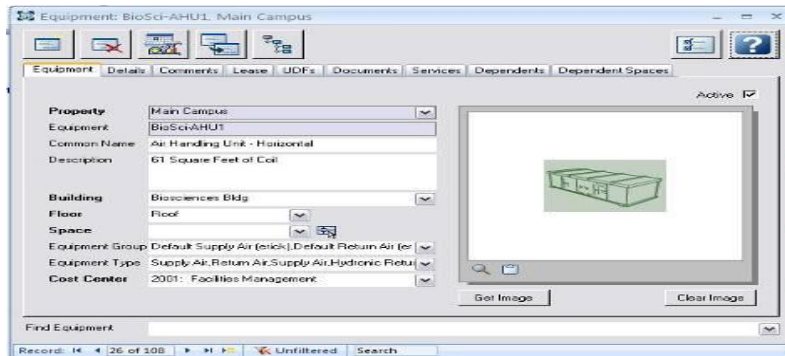 Equipment: BioSci-AHU1, Main Campus
Equipment Details Comments Lease UDFs Documents Services Dependents Dependent Spaces
Active
Property Main Campus
Equipment BioSci-AHU1
Common Name Air Handling Unit - Horizontal
Description 61 Square Feet of Coil
Building Biosciences Bldg
Floor Roof
Space
Equipment Group Default Supply Air (erick),Default Return Air (er
Equipment Type Supply Air,Return Air,Supply Air,Hydronic Retu
Cost Center 2001: Facilities Management
Get Image Clear Image
Find Equipment
Record: 26 of 108 Unfiltered Search